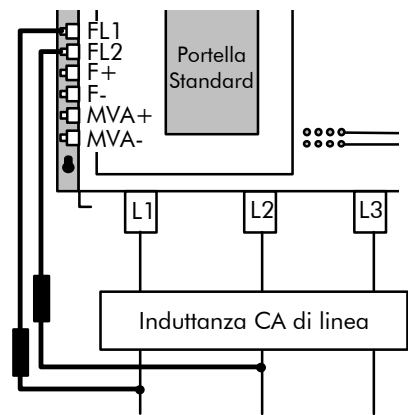 FL1
FL2
F+
F-
MVA+
MVA-
Portella
Standard
L1
L2
L3
Induttanza CA di linea